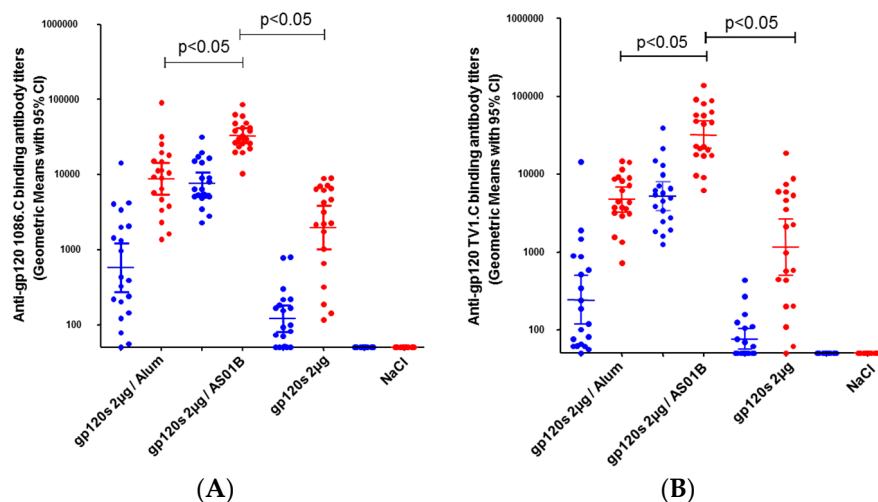 A
Anti-gp120 1086.C binding antibody titers
(Geometric Means with 95% CI)
1000000
100000
10000
1000
100
p<0.05
p<0.05
gp120s 2µg / Alum
gp120s 2µg / AS01B
gp120s 2µg
NaCl
(A)
B
Anti-gp120 TV1.C binding antibody titers
(Geometric Means with 95% CI)
1000000
100000
10000
1000
100
p<0.05
p<0.05
gp120s 2µg / Alum
gp120s 2µg / AS01B
gp120s 2µg
NaCl
(B)